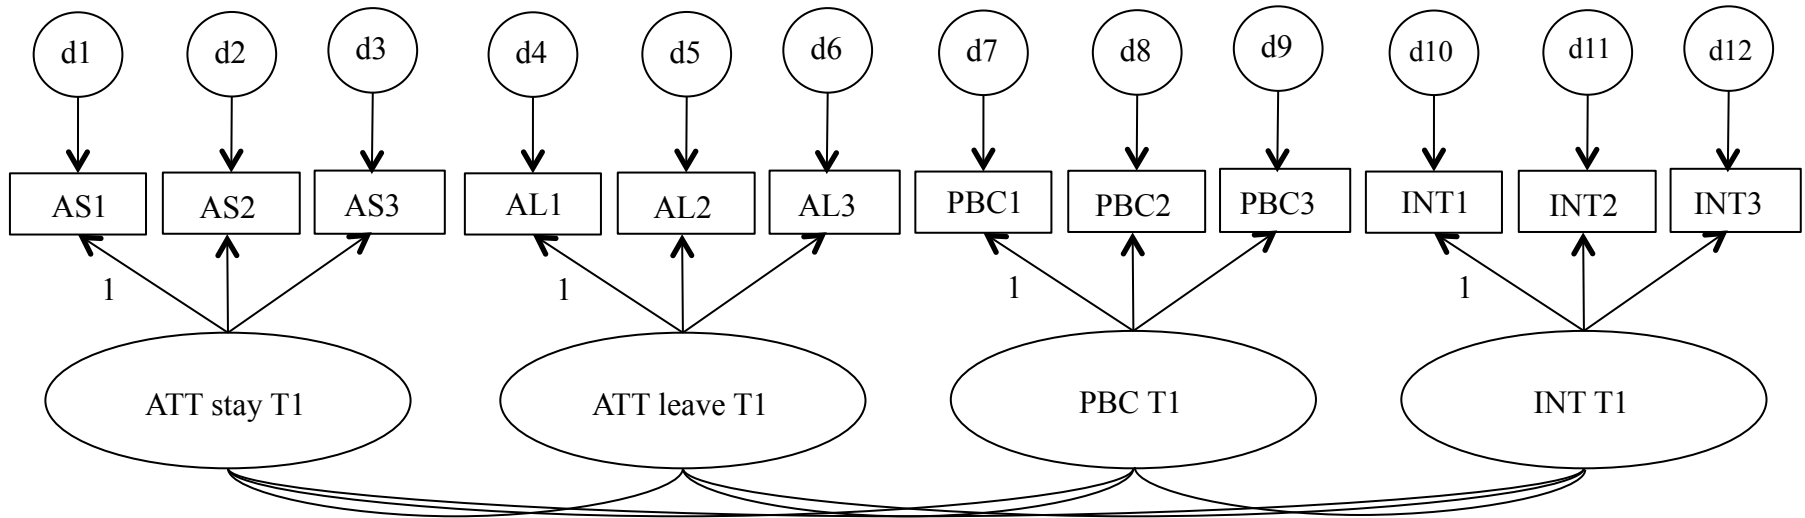 d1 d2 d3 d4 d5 d6 d7 d8 d9 d10 d11 d12
AS1 AS2 AS3 AL1 AL2 AL3 PBC1 PBC2 PBC3 INT1 INT2 INT3
1 1 1 1
ATT stay T1 ATT leave T1 PBC T1 INT T1